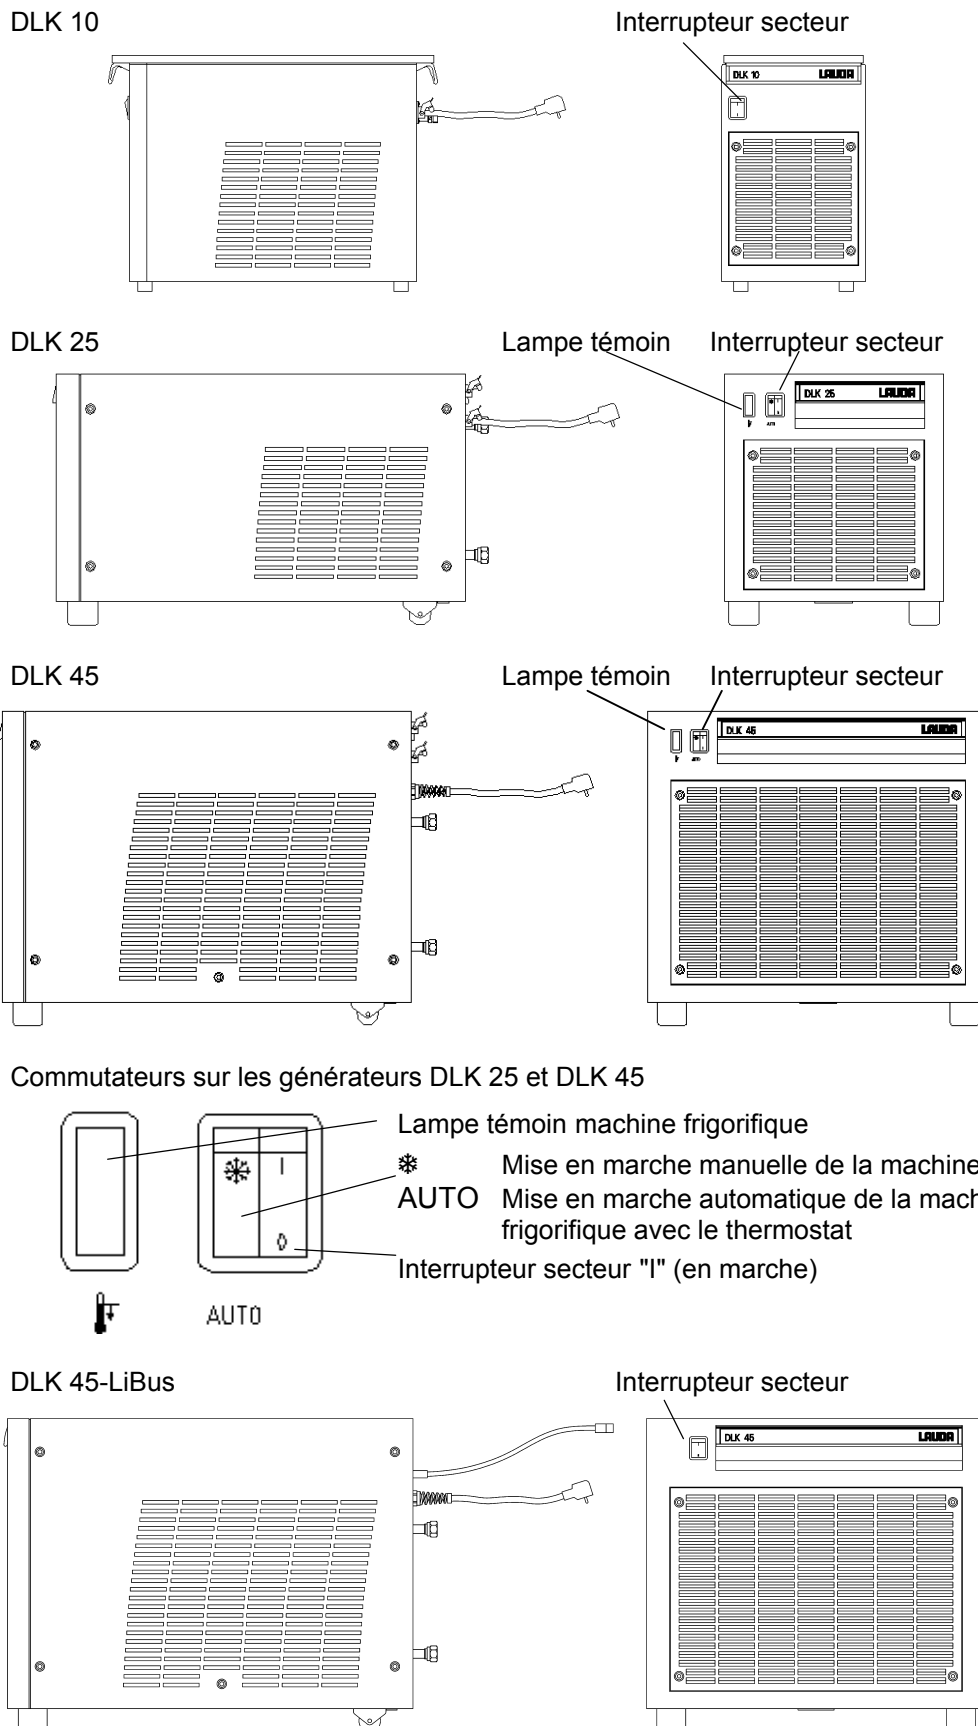 DLK 10 Interrupteur secteur
DLK 10 LAUDA
DLK 25 Lampe témoin Interrupteur secteur
DLK 25 LAUDA
AUTO
DLK 45 Lampe témoin Interrupteur secteur
DLK 45 LAUDA
AUTO
Commutateurs sur les générateurs DLK 25 et DLK 45
Lampe témoin machine frigorifique
❄ Mise en marche manuelle de la machine
AUTO Mise en marche automatique de la mach
frigorifique avec le thermostat
Interrupteur secteur "I" (en marche)
I
0
AUTO
DLK 45-LiBus Interrupteur secteur
DLK 45 LAUDA